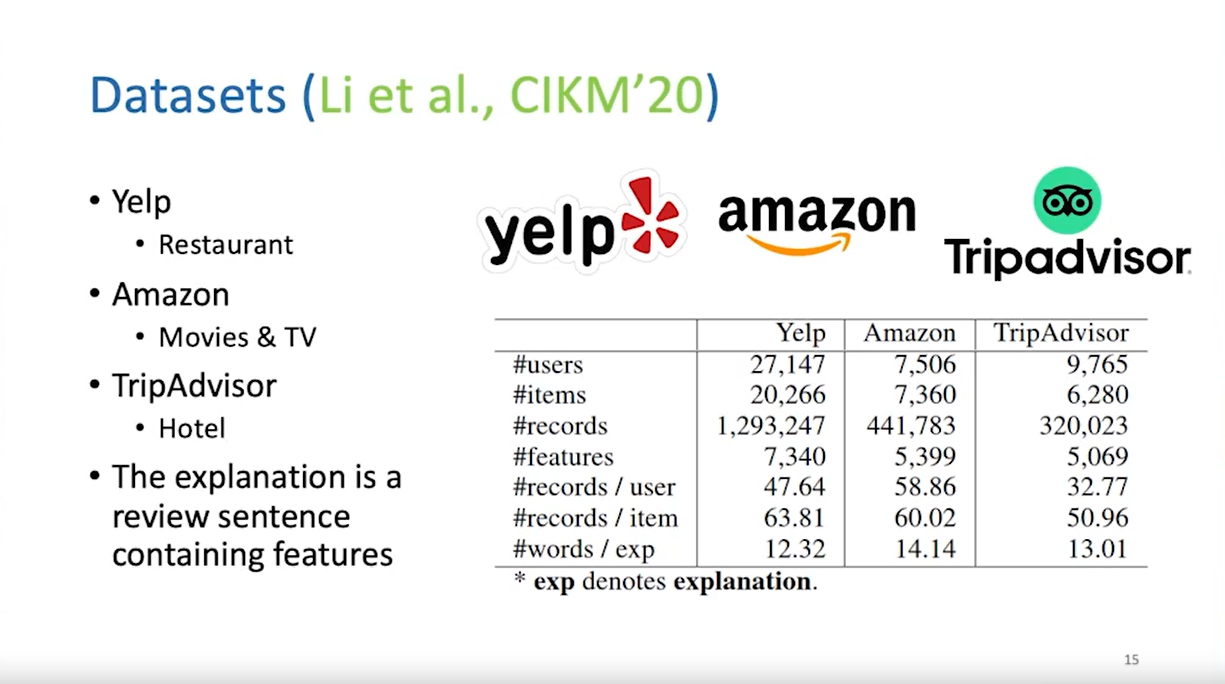 Datasets (Li et al., CIKM’20)
• Yelp
• Restaurant
• Amazon
• Movies & TV
• TripAdvisor
• Hotel
• The explanation is a
review sentence
containing features
yelp
amazon
Tripadvisor
Yelp Amazon TripAdvisor
#users 27,147 7,506 9,765
#items 20,266 7,360 6,280
#records 1,293,247 441,783 320,023
#features 7,340 5,399 5,069
#records / user 47.64 58.86 32.77
#records / item 63.81 60.02 50.96
#words / exp 12.32 14.14 13.01
* exp denotes explanation.
15